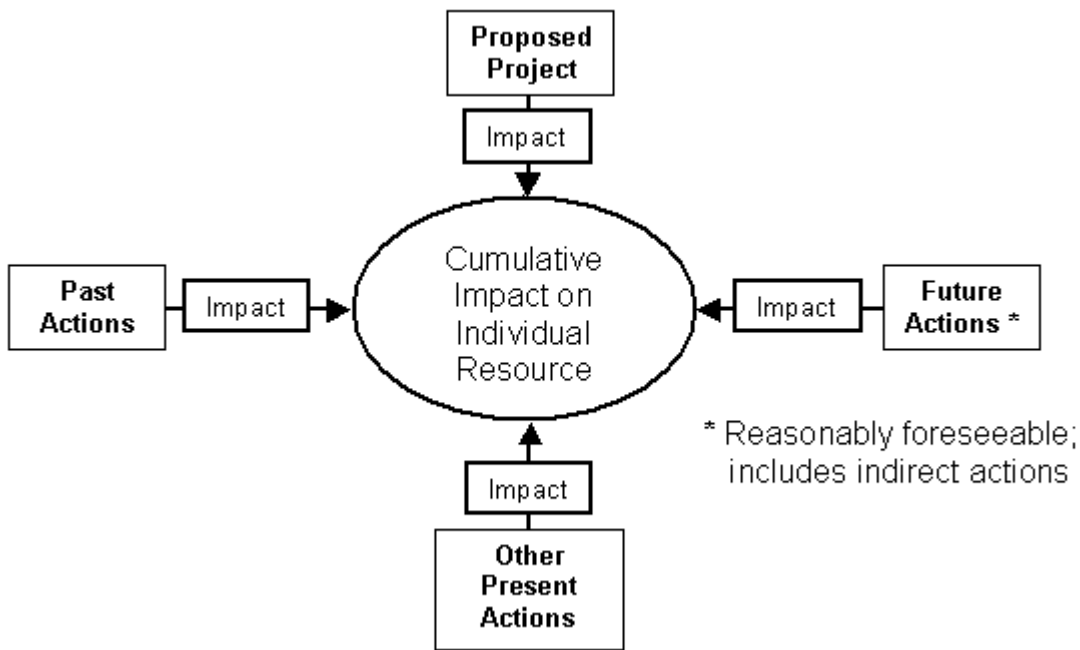 Proposed
Project
Impact
Past
Actions
Impact
Cumulative
Impact on
Individual
Resource
Impact
Future
Actions *
* Reasonably foreseeable;
includes indirect actions
Impact
Other
Present
Actions